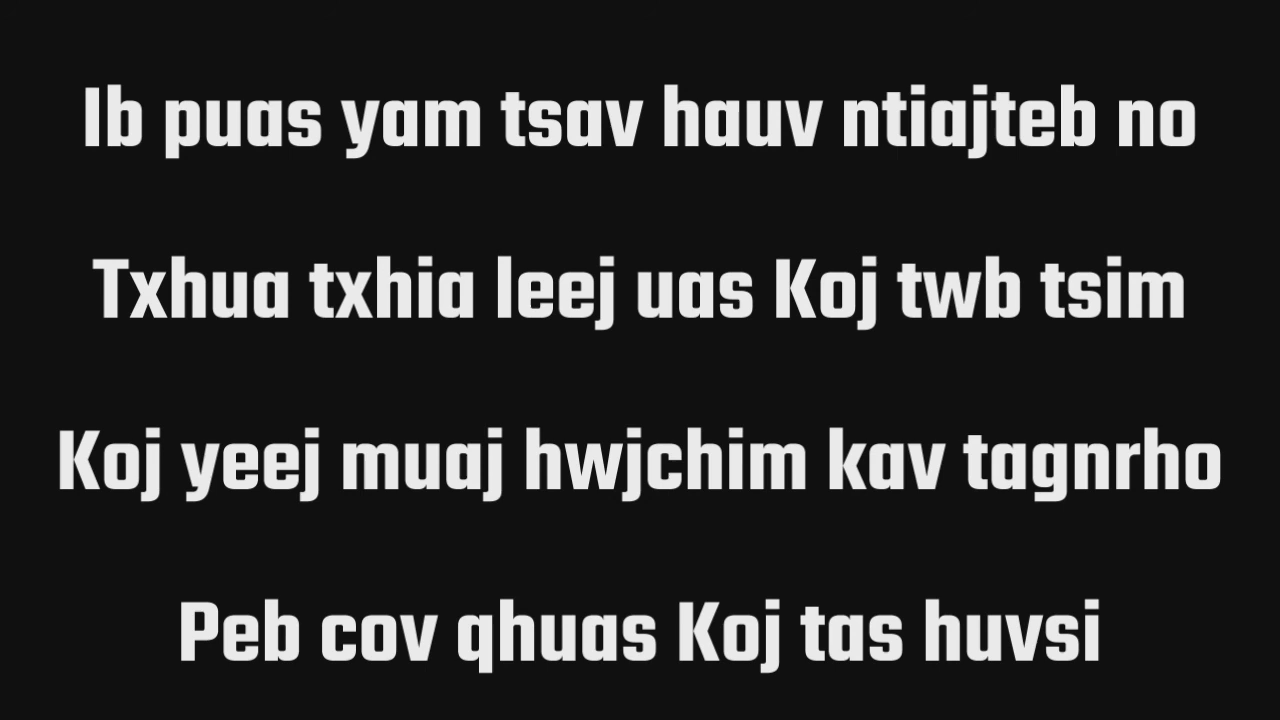 Ib puas yam tsav hauv ntiajteb no
Txhua txhia leej uas Koj twb tsim
Koj yeej muaj hwjchim kav tagnrho
Peb cov qhuas Koj tas huvsi